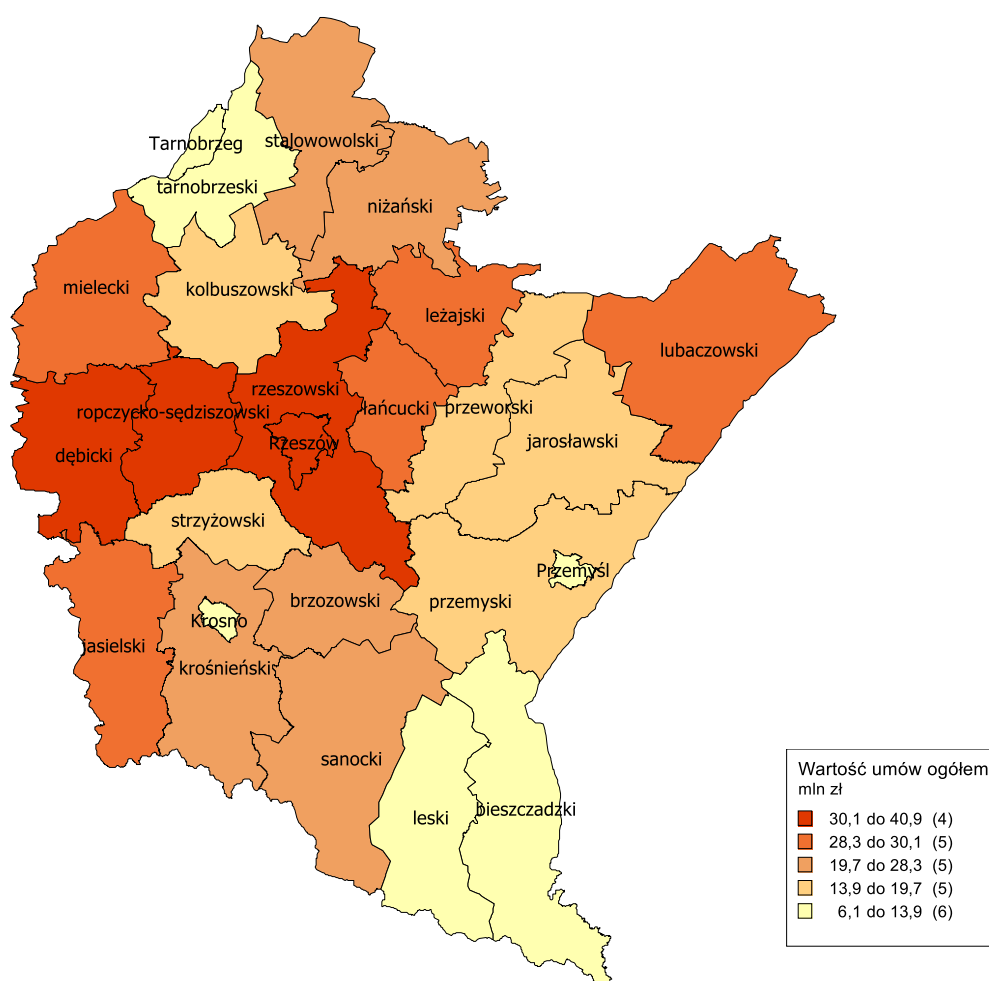 Tarnobrzeg
stalowowolski
tarnobrzeski
niżański
mielecki
kolbuszowski
leżajski
lubaczowski
rzeszowski
ropczycko-sędziszowski
łańcucki
przeworski
Rzeszów
jarosławski
dębicki
strzyżowski
Przemyśl
brzozowski
przemyski
Krosno
jasielski
krośnieński
sanocki
leski
bieszczadzki
Wartość umów ogółem
mln zł
30,1 do 40,9 (4)
28,3 do 30,1 (5)
19,7 do 28,3 (5)
13,9 do 19,7 (5)
6,1 do 13,9 (6)